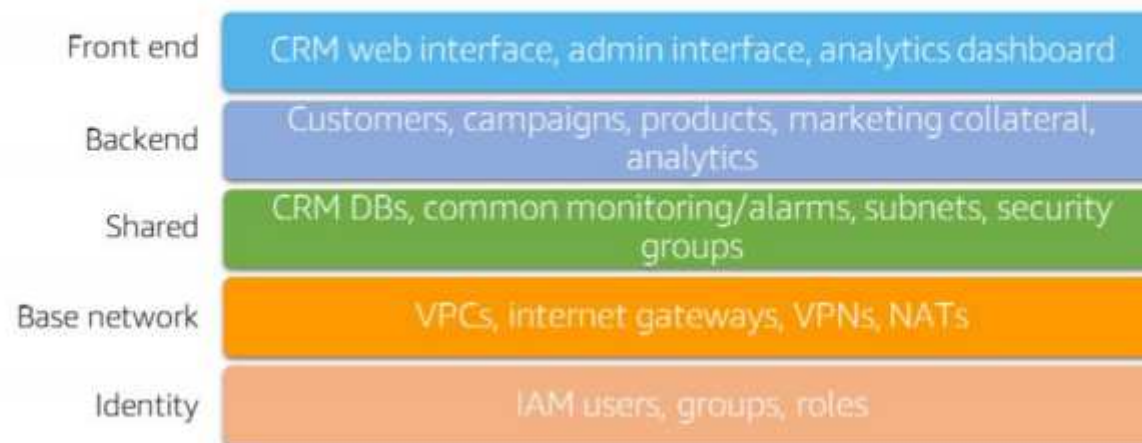 Front end
CRM web interface, admin interface, analytics dashboard
Backend
Customers, campaigns, products, marketing collateral,
analytics
Shared
CRM DBs, common monitoring/alarms, subnets, security
groups
Base network
VPCs, internet gateways, VPNs, NATs
Identity
IAM users, groups, roles